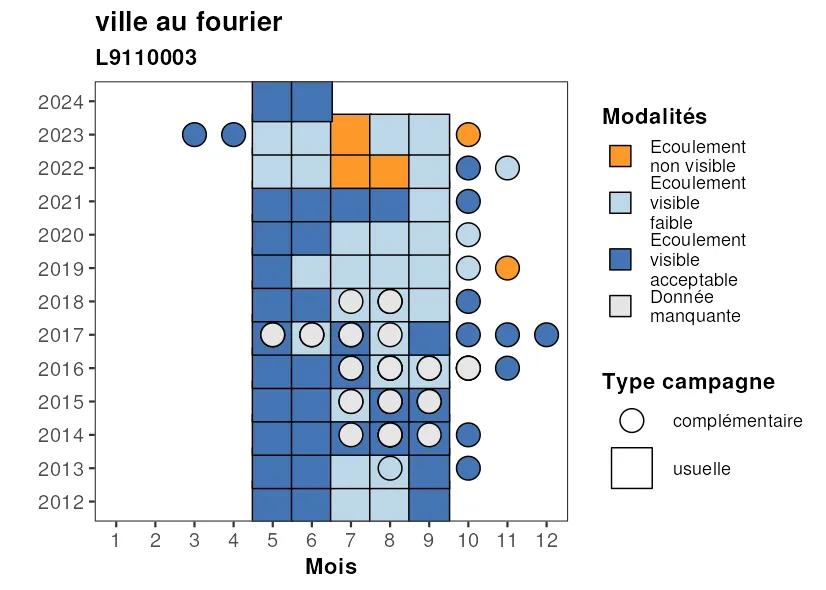 ville au fourier
L9110003
2024
2023
2022
2021
2020
2019
2018
2017
2016
2015
2014
2013
2012
1 2 3 4 5 6 7 8 9 10 11 12
Mois
Modalités
Ecoulement
non visible
Ecoulement
visible
faible
Ecoulement
visible
acceptable
Donnée
manquante
Type campagne
complémentaire
usuelle